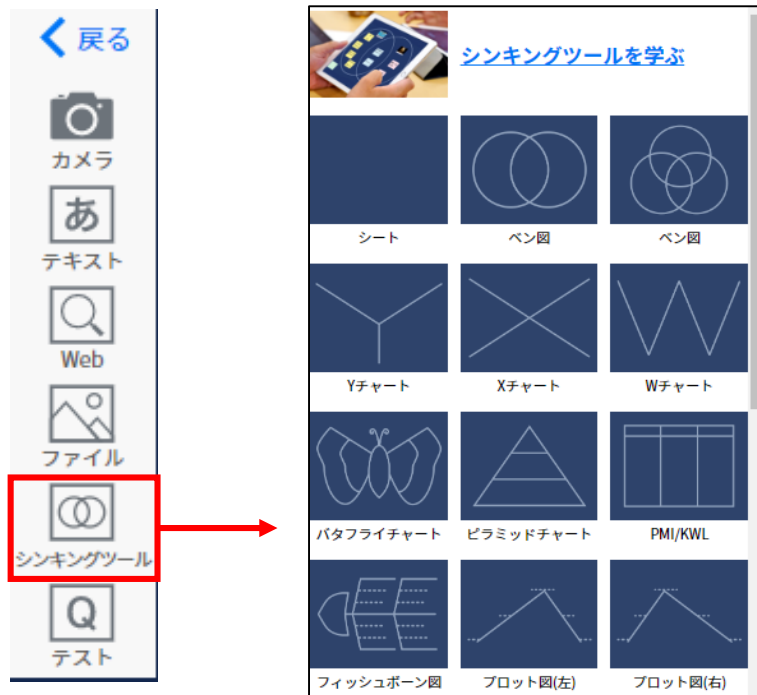 戻る
カメラ
あ
テキスト
Web
ファイル
シンキングツール
Q
テスト
シンキングツールを学ぶ
シート
ベン図
ベン図
Yチャート
Xチャート
Wチャート
バタフライチャート
ピラミッドチャート
PMI/KWL
フィッシュボーン図
プロット図(左)
プロット図(右)